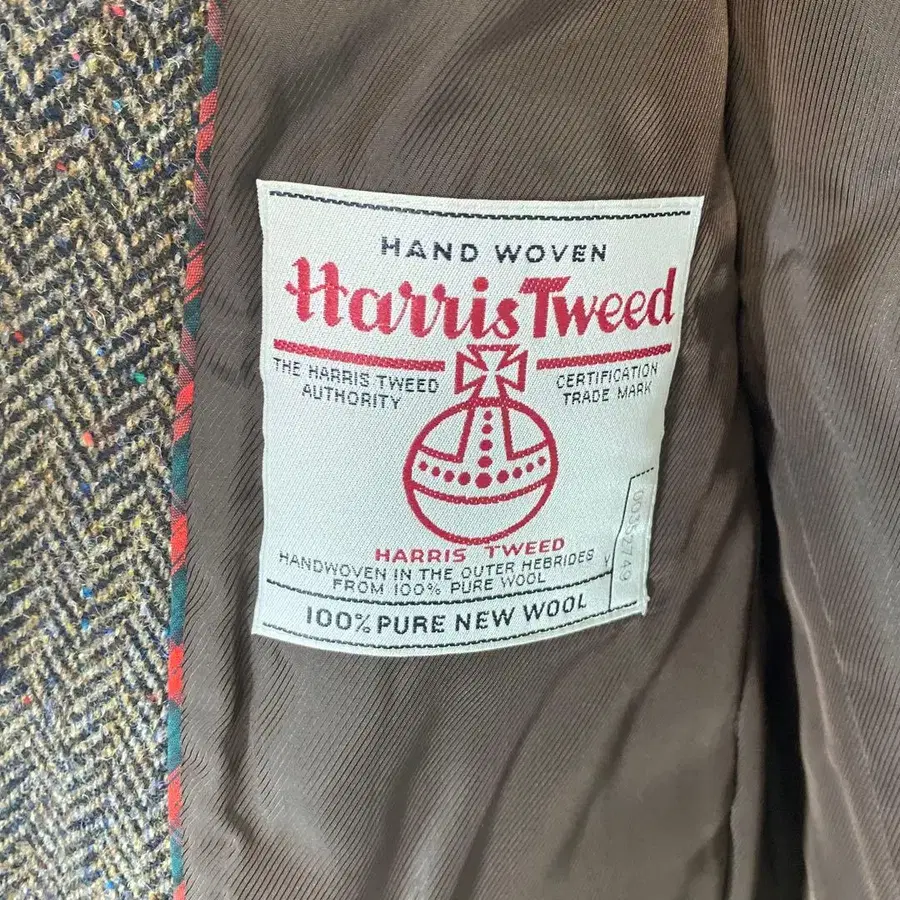 HAND WOVEN
Harris Tweed
THE HARRIS TWEED
AUTHORITY
CERTIFICATION
TRADE MARK
HARRIS TWEED
HANDWOVEN IN THE OUTER HEBRIDES
FROM 100% PURE WOOL
100% PURE NEW WOOL